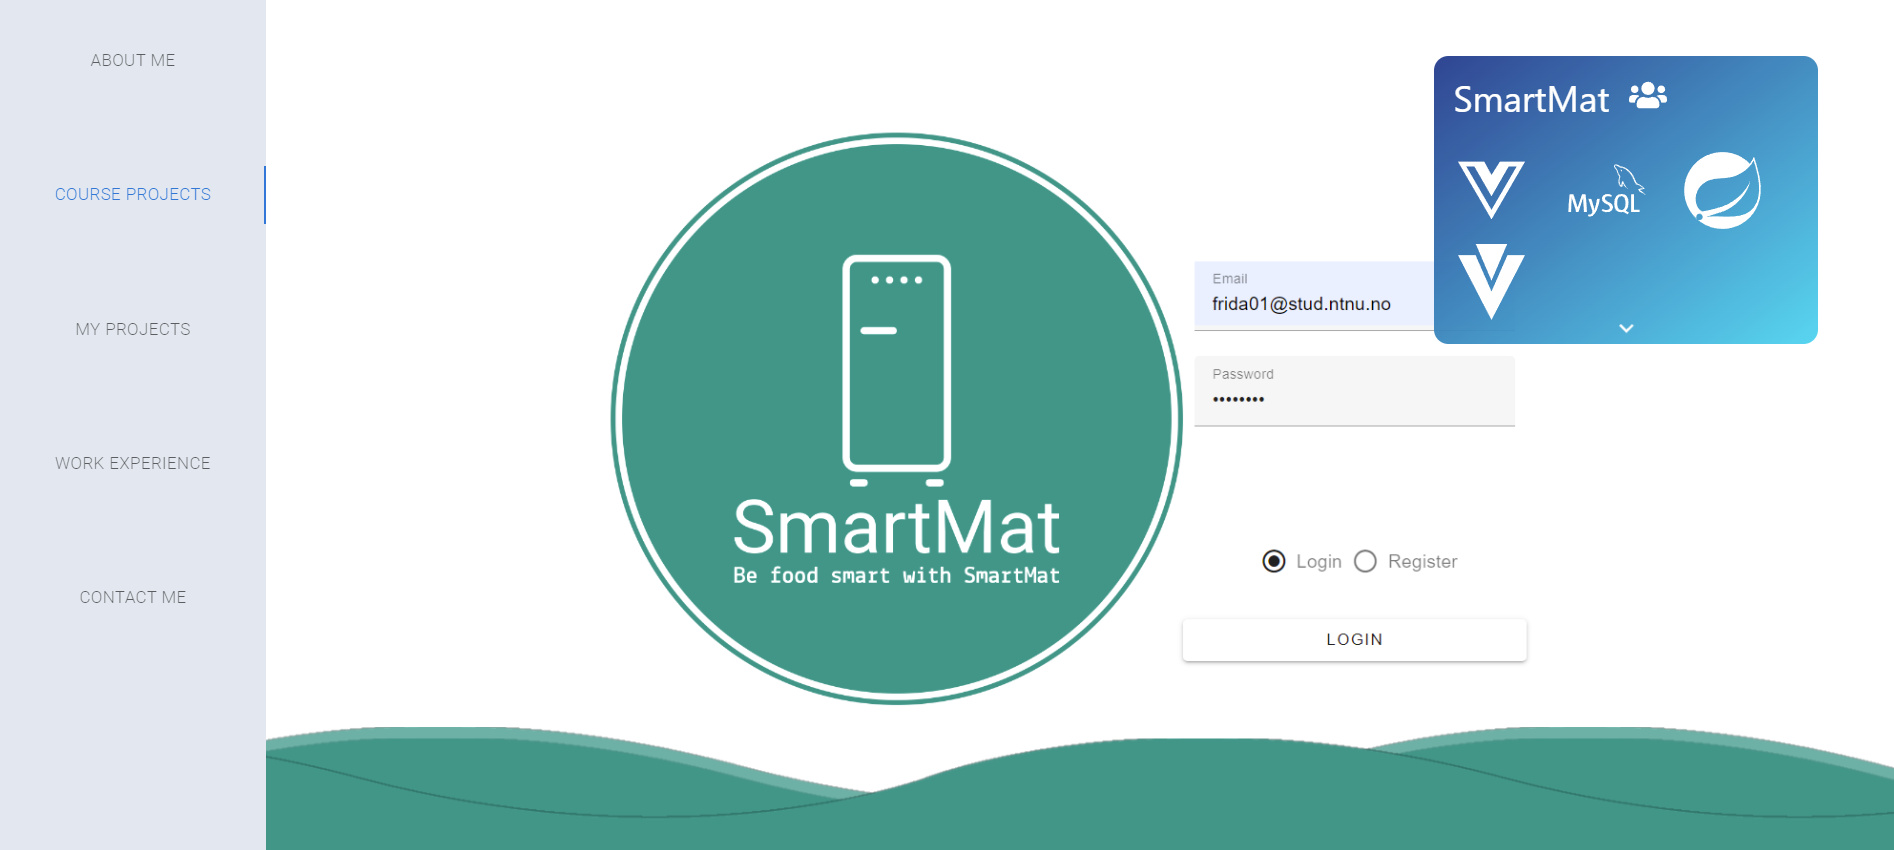 ABOUT ME
COURSE PROJECTS
MY PROJECTS
WORK EXPERIENCE
CONTACT ME
SmartMat
Be food smart with SmartMat
SmartMat
MySQL
Email
frida01@stud.ntnu.no
Password
••••••••
Login
Register
LOGIN